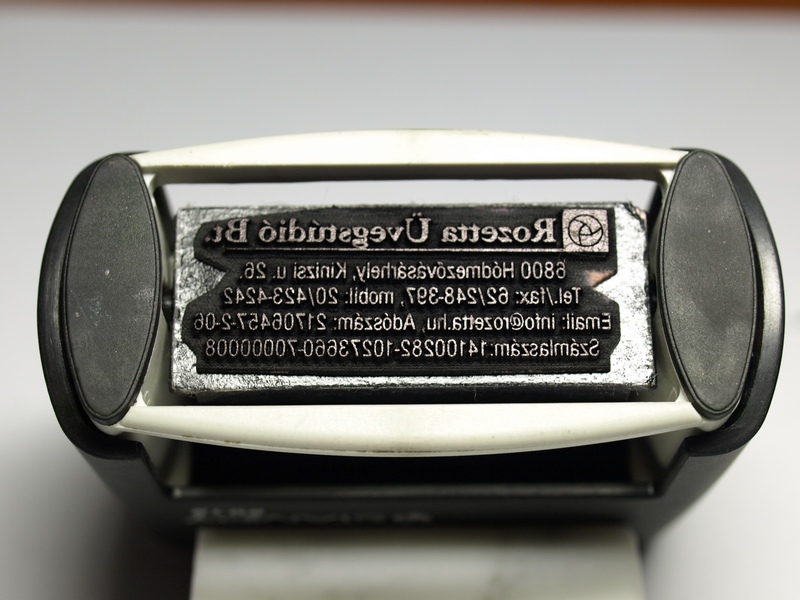 Rozetta Üvegstúdió Bt.
6800 Hódmezővásárhely, Kinizsi u. 26.
Tel./fax: 62/248-397, mobil: 20/423-4242
Email: info@rozetta.hu, Adószám: 21706457-2-06
Számlaszám:14100282-10273660-70000008